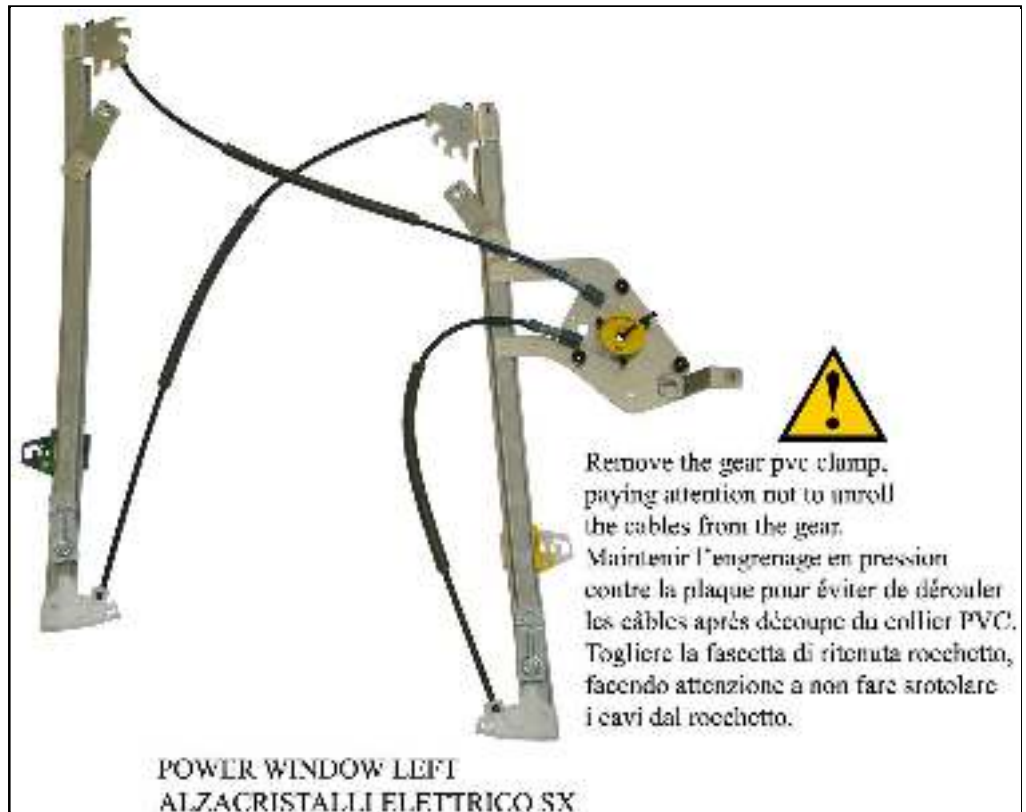 Remove the gear pvc clamp,
paying attention not to unroll
the cables from the gear.
Maintenir l'engrenage en pression
contre la plaque pour éviter de dérouler
les câbles après découpe du collier PVC.
Togliere la fascetta di ritenuta rocchetto,
facendo attenzione a non fare srotolare
i cavi dal rocchetto.
POWER WINDOW LEFT
ALZACRISTALLI ELETTRICO SX